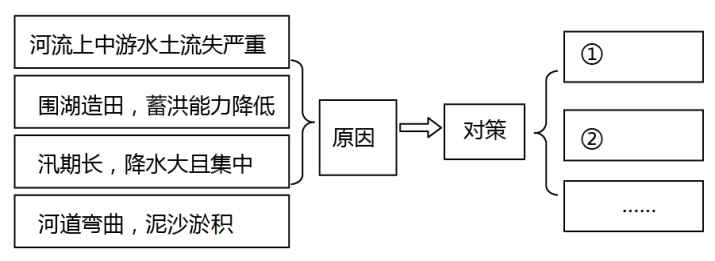 河流上中游水土流失严重
围湖造田，蓄洪能力降低
汛期长，降水大且集中
河道弯曲，泥沙淤积
原因
对策
①
②
……